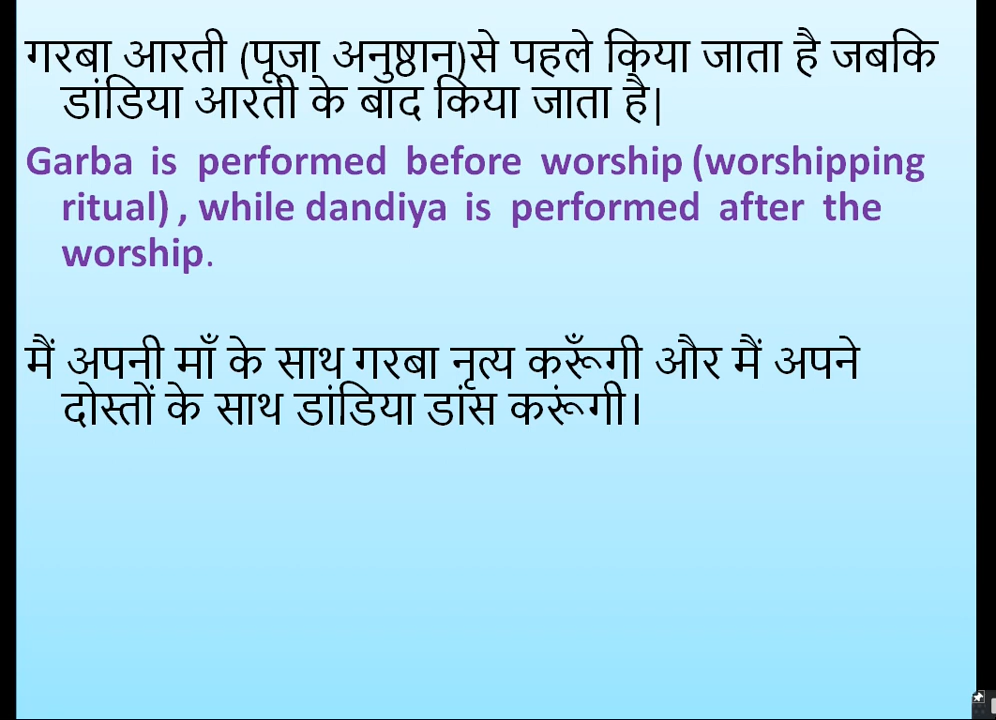 गरबा आरती (पूजा अनुष्ठान)से पहले किया जाता है जबकि
डांडिया आरती के बाद किया जाता है|
Garba is performed before worship (worshipping
ritual) , while dandiya is performed after the
worship.
मैं अपनी माँ के साथ गरबा नृत्य करूँगी और मैं अपने
दोस्तों के साथ डांडिया डांस करूंगी।